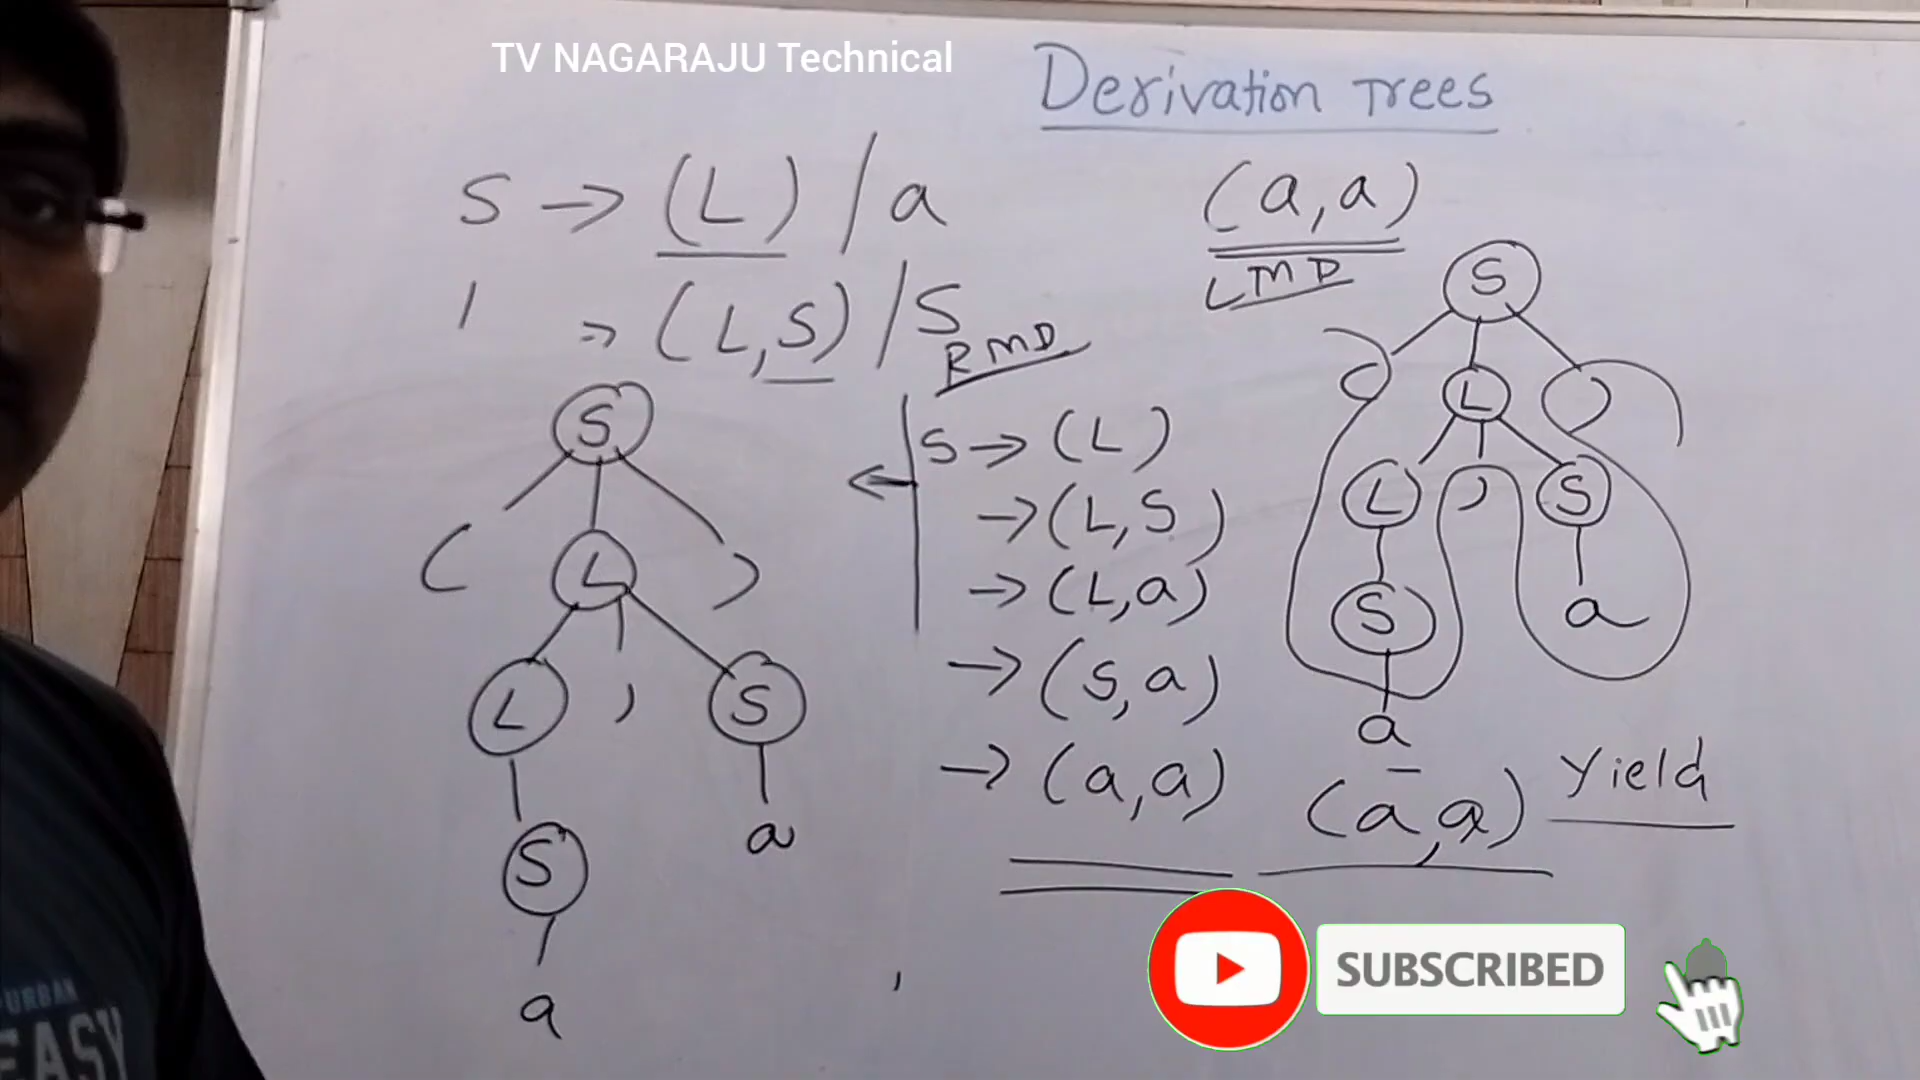 TV NAGARAJU Technical
Derivation Trees
S → (L) / a
(a,a)
LMD
(L,S) / S
RMD
S
( L )
L , S
S a
a
S → (L)
→ (L,S)
→ (L,a)
→ (S,a)
→ (a,a)
S
( L )
L , S
S a
a
(a,a) Yield
SUBSCRIBED
URBAN
EASY